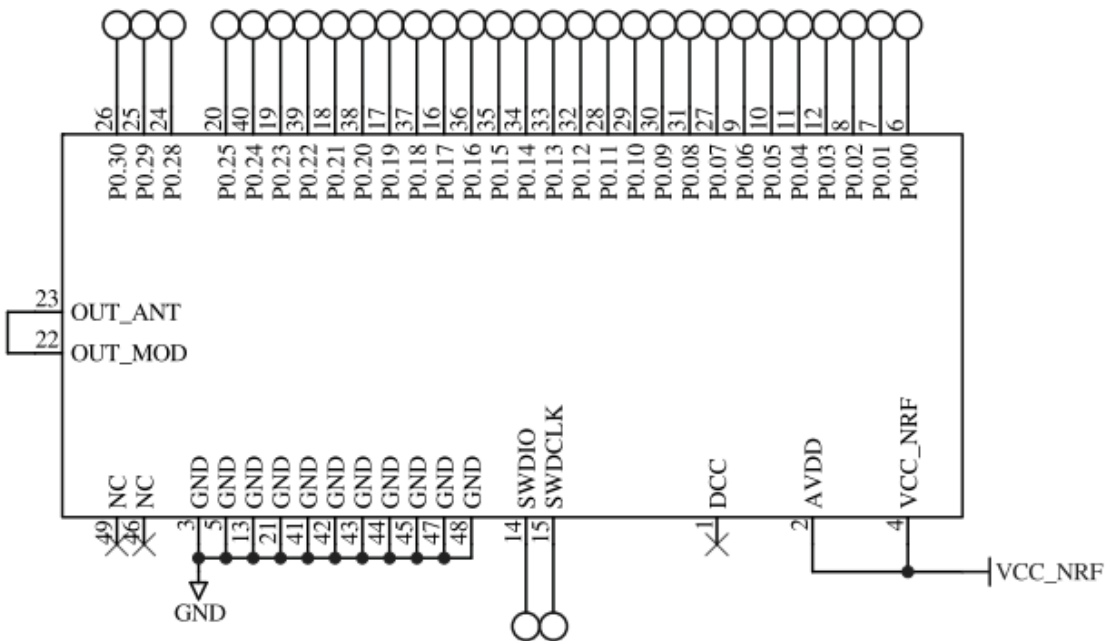 26 25 24 20 40 19 39 18 38 17 37 16 36 35 34 33 32 28 29 30 31 27 9 10 11 12 8 7 6
P0.30 P0.29 P0.28 P0.25 P0.24 P0.23 P0.22 P0.21 P0.20 P0.19 P0.18 P0.17 P0.16 P0.15 P0.14 P0.13 P0.12 P0.11 P0.10 P0.09 P0.08 P0.07 P0.06 P0.05 P0.04 P0.03 P0.02 P0.01 P0.00
23 OUT_ANT
22 OUT_MOD
NC NC GND GND GND GND GND GND GND GND GND GND GND SWDIO SWDCLK DCC AVDD VCC_NRF
49 46 3 5 13 21 41 42 43 44 45 47 48 14 15 1 2 4
VCC_NRF
GND